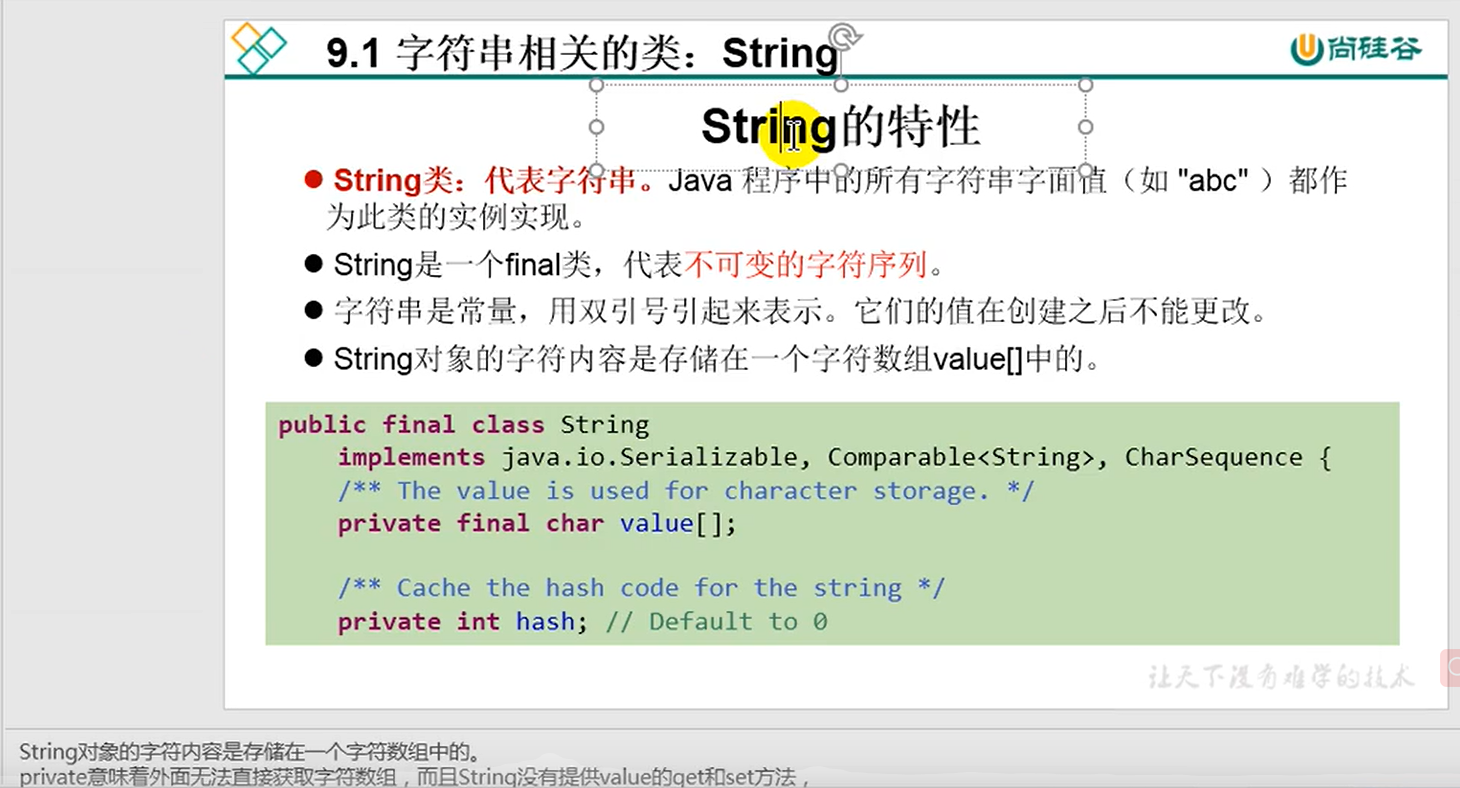 9.1 字符串相关的类：String
尚硅谷
String的特性
● String类：代表字符串。Java 程序中的所有字符串字面值（如 "abc" ）都作
为此类的实例实现。
● String是一个final类，代表不可变的字符序列。
● 字符串是常量，用双引号引起来表示。它们的值在创建之后不能更改。
● String对象的字符内容是存储在一个字符数组value[]中的。
public final class String
implements java.io.Serializable, Comparable<String>, CharSequence {
/** The value is used for character storage. */
private final char value[];
/** Cache the hash code for the string */
private int hash; // Default to 0
让天下没有难学的技术
String对象的字符内容是存储在一个字符数组中的。
private意味着外面无法直接获取字符数组，而且String没有提供value的get和set方法，